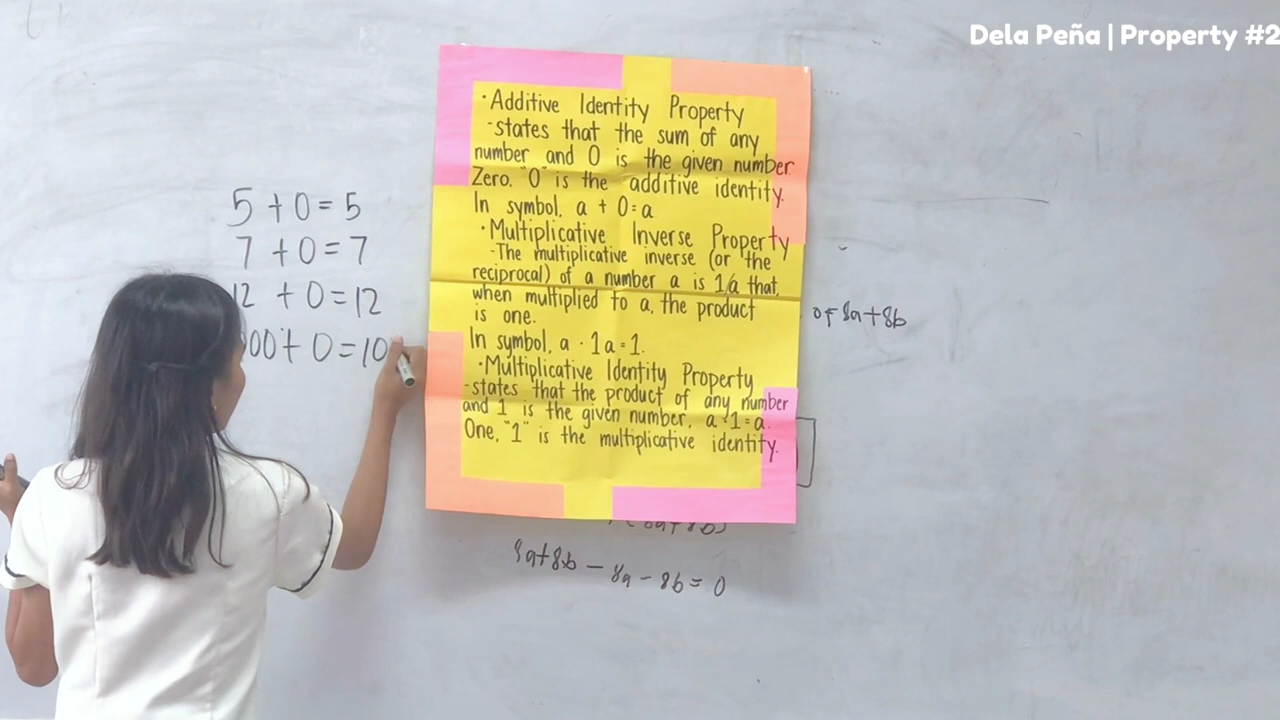 Dela Peña | Property #2
5 + 0 = 5
7 + 0 = 7
12 + 0 = 12
00 + 0 = 10
· Additive Identity Property
- states that the sum of any
number and 0 is the given number.
Zero, "0" is the additive identity.
In symbol, a + 0 = a
· Multiplicative Inverse Property
- The multiplicative inverse (or the
reciprocal) of a number a is 1/a that,
when multiplied to a, the product
is one.
In symbol, a · 1 a = 1.
· Multiplicative Identity Property
- states that the product of any number
and 1 is the given number, a · 1 = a.
One, "1" is the multiplicative identity.
of 8a+8b
8a+8b - 8a - 8b = 0